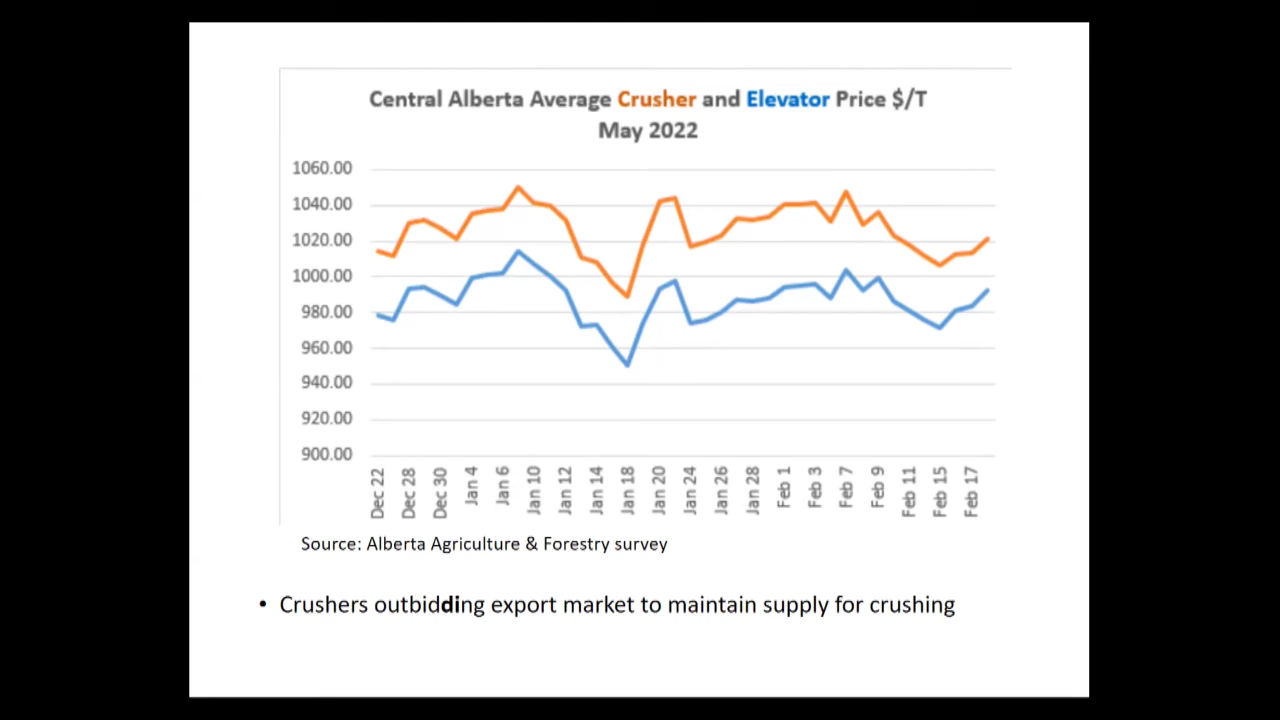 Central Alberta Average Crusher and Elevator Price $/T
May 2022
1060.00
1040.00
1020.00
1000.00
980.00
960.00
940.00
920.00
900.00
Dec 22
Dec 28
Dec 30
Jan 4
Jan 6
Jan 10
Jan 12
Jan 14
Jan 18
Jan 20
Jan 24
Jan 26
Jan 28
Feb 1
Feb 3
Feb 7
Feb 9
Feb 11
Feb 15
Feb 17
Source: Alberta Agriculture & Forestry survey
• Crushers outbidding export market to maintain supply for crushing